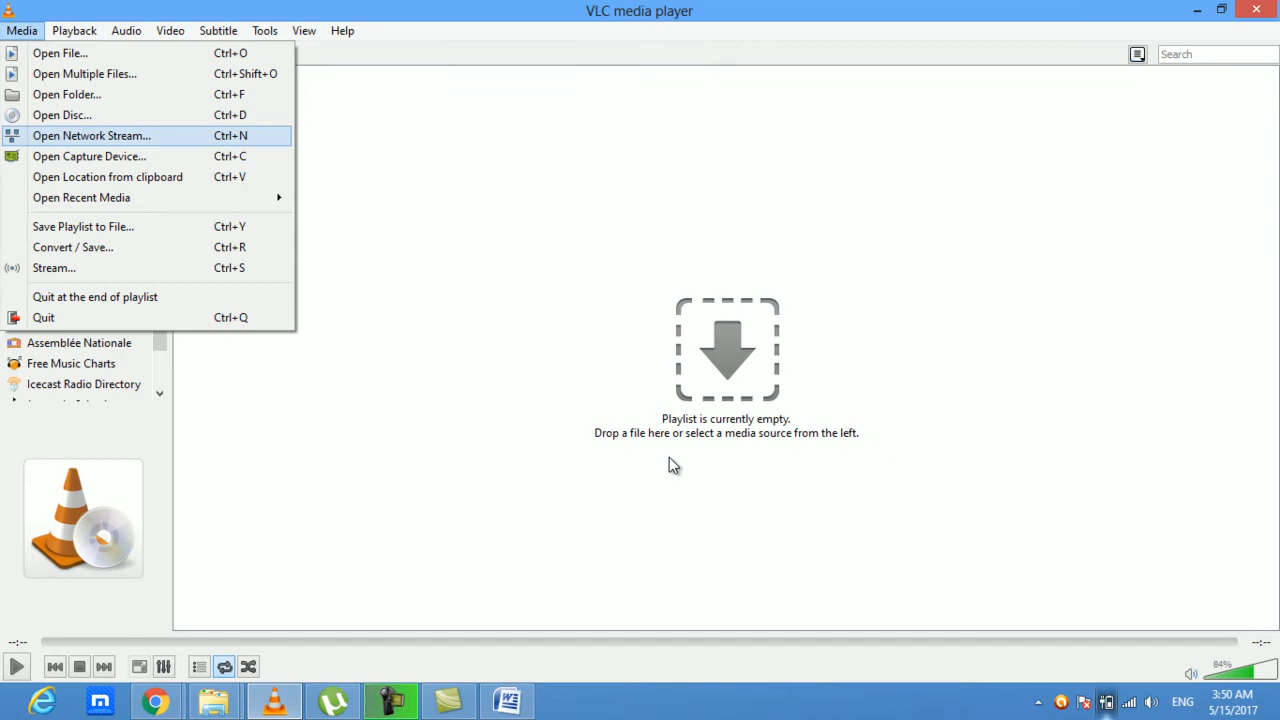 VLC media player
Media Playback Audio Video Subtitle Tools View Help
Search
Open File... Ctrl+O
Open Multiple Files... Ctrl+Shift+O
Open Folder... Ctrl+F
Open Disc... Ctrl+D
Open Network Stream... Ctrl+N
Open Capture Device... Ctrl+C
Open Location from clipboard Ctrl+V
Open Recent Media
Save Playlist to File... Ctrl+Y
Convert / Save... Ctrl+R
Stream... Ctrl+S
Quit at the end of playlist
Quit Ctrl+Q
Assemblée Nationale
Free Music Charts
Icecast Radio Directory
Playlist is currently empty.
Drop a file here or select a media source from the left.
--:-- --:--
84%
ENG
3:50 AM
5/15/2017